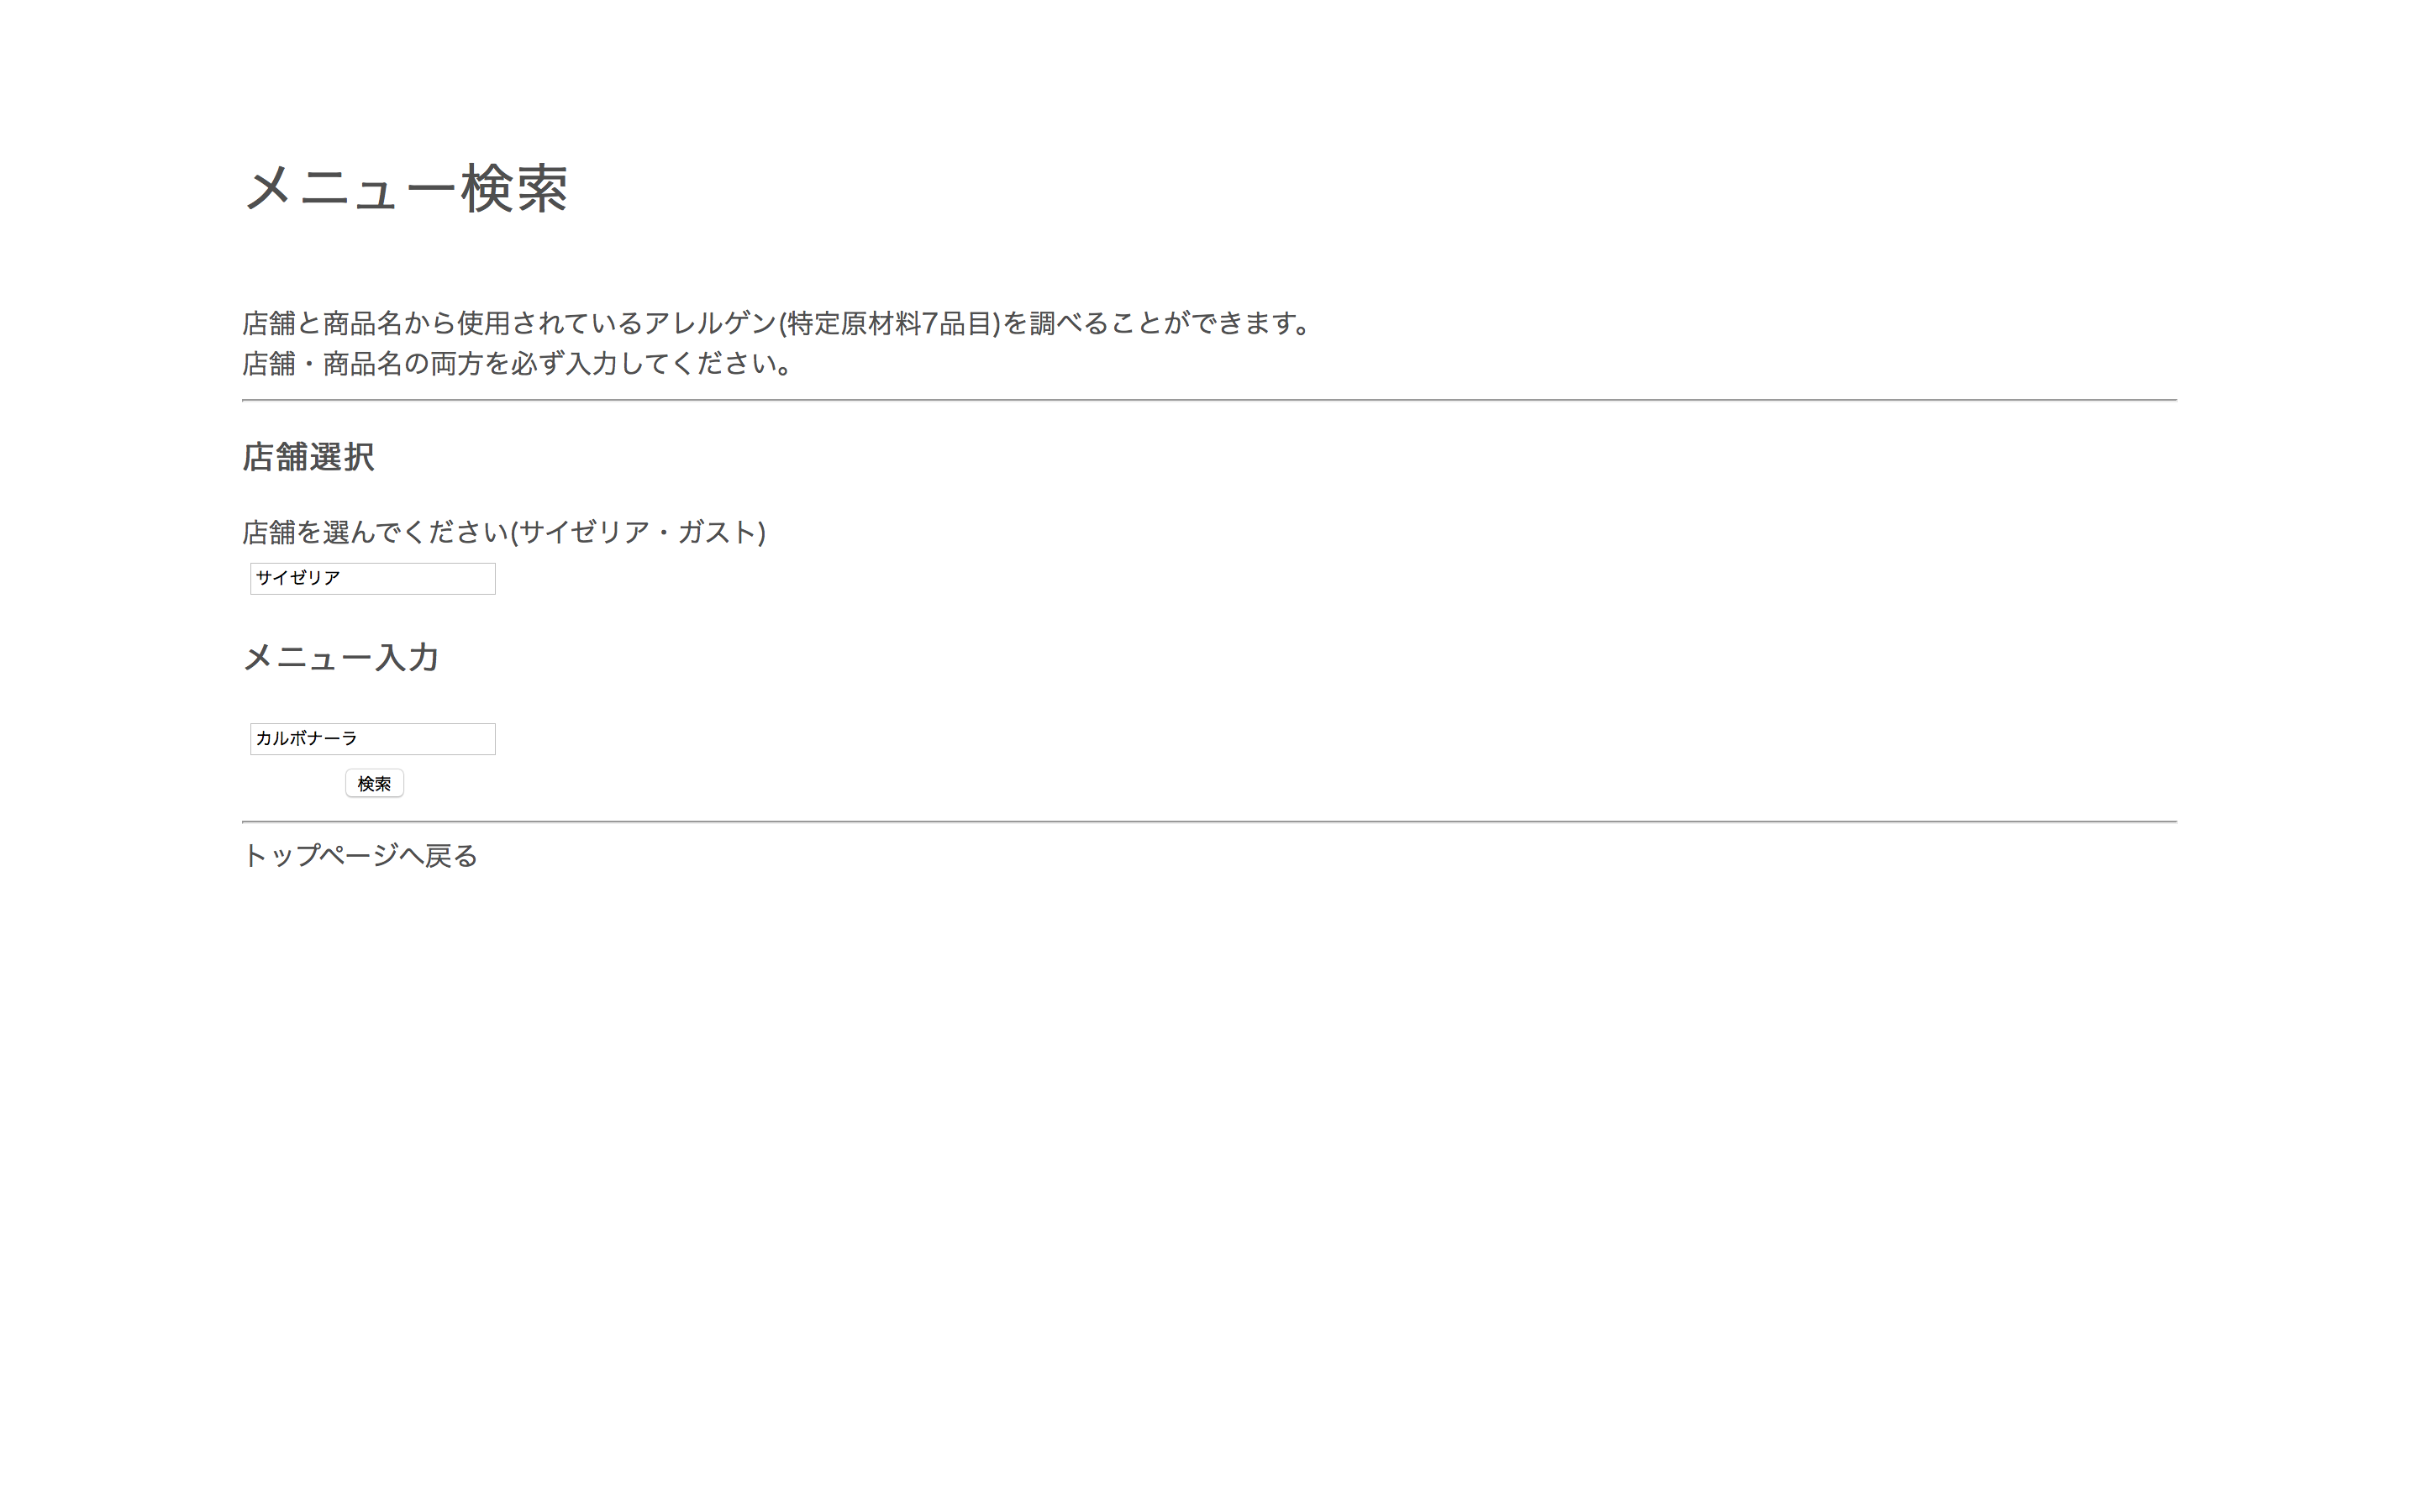 メニュー検索
店舗と商品名から使用されているアレルゲン(特定原材料7品目)を調べることができます。
店舗・商品名の両方を必ず入力してください。
店舗選択
店舗を選んでください(サイゼリア・ガスト)
サイゼリア
メニュー入力
カルボナーラ
検索
トップページへ戻る